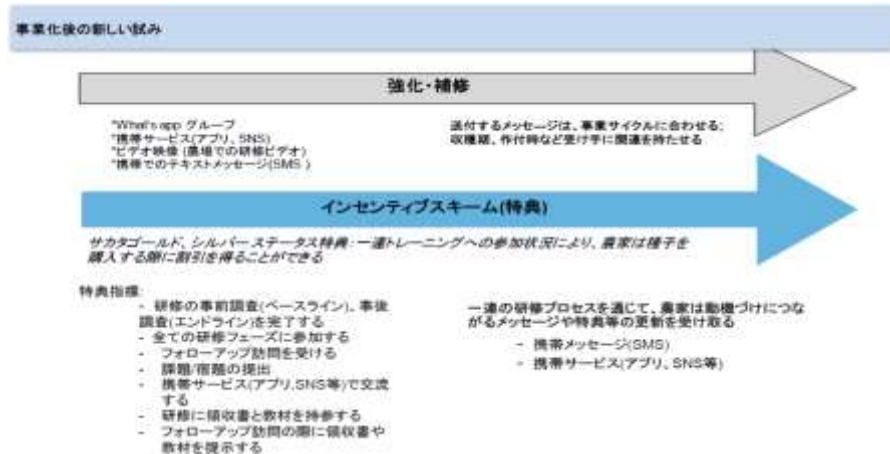 事業化後の新しい試み
強化・補修
"What's app グループ
"携帯サービス(アプリ、SNS)
"ビデオ映像 (農場での研修ビデオ)
"携帯でのテキストメッセージ(SMS )
送付するメッセージは、事業サイクルに合わせる;
収穫期、作付時など受け手に関連を持たせる
インセンティブスキーム(特典)
サカタゴールド、シルバーステータス特典：一連トレーニングへの参加状況により、農家は種子を
購入する際に割引を得ることができる
特典指標:
- 研修の事前調査(ベースライン)、事後
調査(エンドライン)を完了する
- 全ての研修フェーズに参加する
- フォローアップ訪問を受ける
- 課題/宿題の提出
- 携帯サービス(アプリ,SNS等)で交流
する
- 研修に領収書と教材を持参する
- フォローアップ訪問の際に領収書や
教材を提示する
一連の研修プロセスを通じて、農家は動機づけにつな
がるメッセージや特典等の更新を受け取る
- 携帯メッセージ(SMS)
- 携帯サービス(アプリ、SNS等)